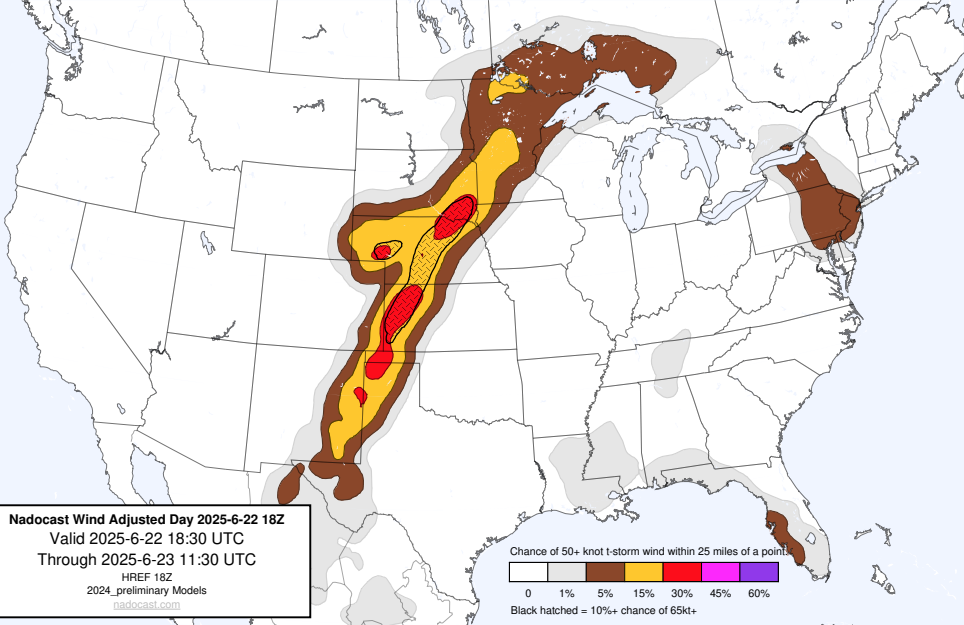 Nadocast Wind Adjusted Day 2025-6-22 18Z
Valid 2025-6-22 18:30 UTC
Through 2025-6-23 11:30 UTC
HREF 18Z
2024_preliminary Models
nadocast.com
Chance of 50+ knot t-storm wind within 25 miles of a point.
0 1% 5% 15% 30% 45% 60%
Black hatched = 10%+ chance of 65kt+